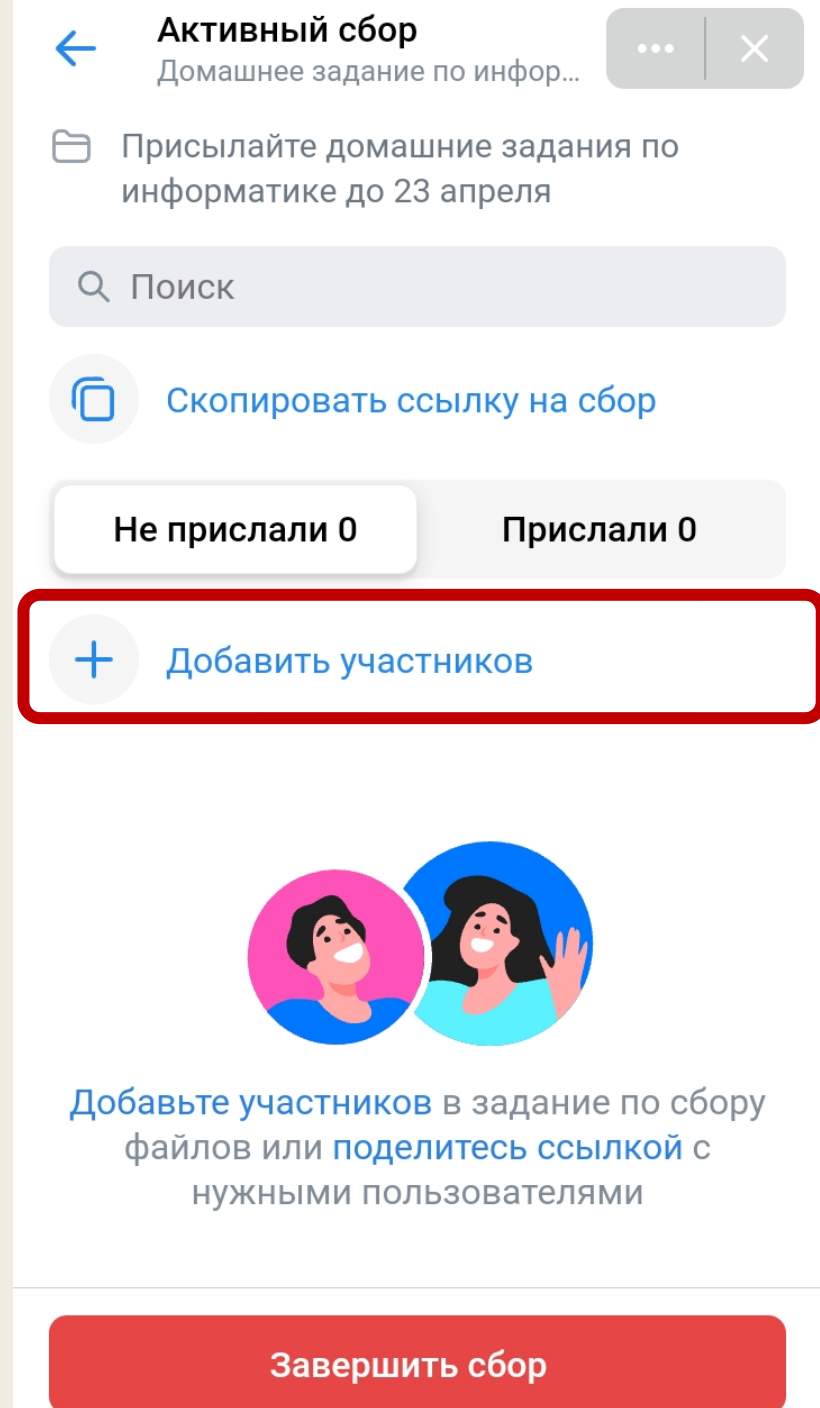 Активный сбор
Домашнее задание по инфор...
Присылайте домашние задания по
информатике до 23 апреля
Поиск
Скопировать ссылку на сбор
Не прислали 0
Прислали 0
Добавить участников
Добавьте участников в задание по сбору
файлов или поделитесь ссылкой с
нужными пользователями
Завершить сбор